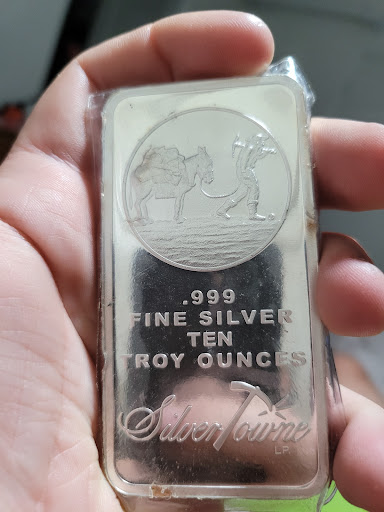 .999
FINE SILVER
TEN
TROY OUNCES
SilverTowne
LP